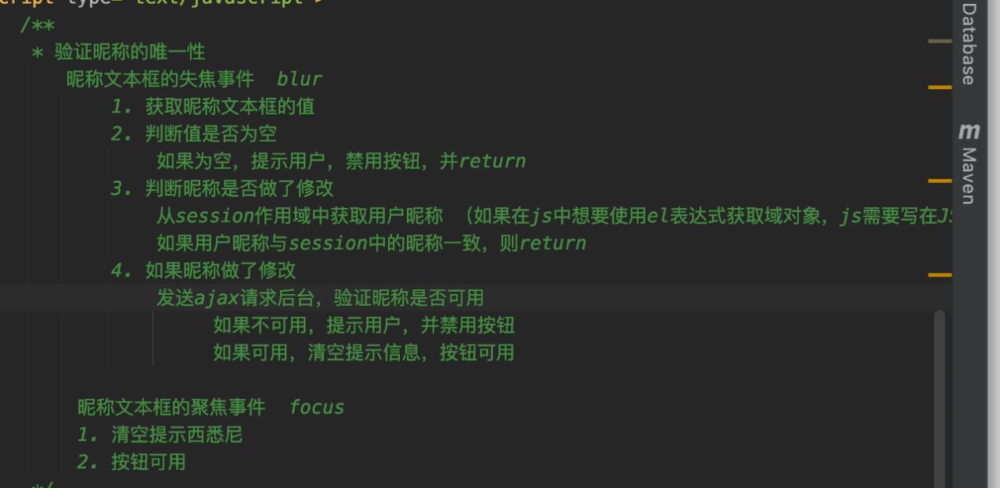 script type="text/javascript">
/**
* 验证昵称的唯一性
昵称文本框的失焦事件 blur
1. 获取昵称文本框的值
2. 判断值是否为空
如果为空，提示用户，禁用按钮，并return
3. 判断昵称是否做了修改
从session作用域中获取用户昵称 （如果在js中想要使用el表达式获取域对象，js需要写在JS
如果用户昵称与session中的昵称一致，则return
4. 如果昵称做了修改
发送ajax请求后台，验证昵称是否可用
如果不可用，提示用户，并禁用按钮
如果可用，清空提示信息，按钮可用
昵称文本框的聚焦事件 focus
1. 清空提示西悉尼
2. 按钮可用
*/
Database
m Maven